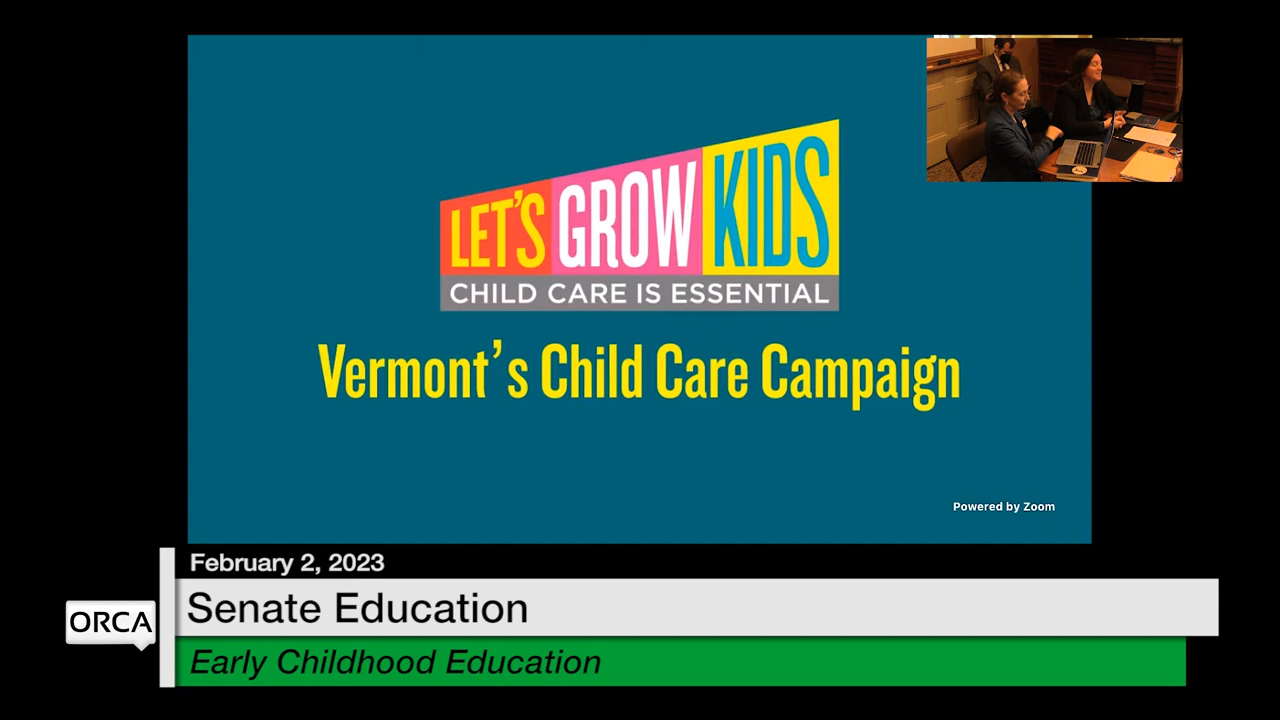 LET'S GROW KIDS
CHILD CARE IS ESSENTIAL
Vermont's Child Care Campaign
Powered by Zoom
February 2, 2023
Senate Education
ORCA
Early Childhood Education